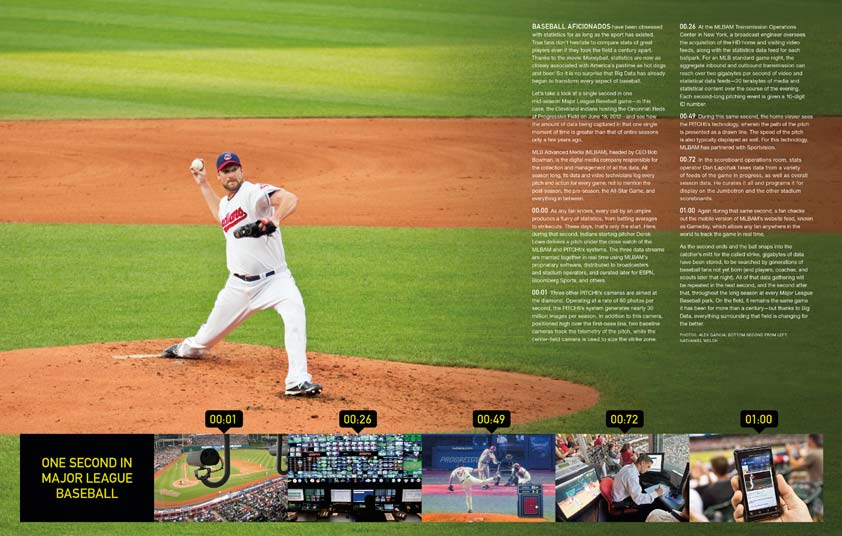 BASEBALL AFICIONADOS have been obsessed
with statistics for as long as the sport has existed.
True fans don't hesitate to compare stats of great
players even if they took the field a century apart.
Thanks to the movie Moneyball, statistics are now as
closely associated with America's pastime as hot dogs
and beer. So it is no surprise that Big Data has already
begun to transform every aspect of baseball.
Let's take a look at a single second in one
mid-season Major League Baseball game—in this
case, the Cleveland Indians hosting the Cincinnati Reds
at Progressive Field on June 18, 2012—and see how
the amount of data being captured in that one single
moment of time is greater than that of entire seasons
only a few years ago.
MLB Advanced Media (MLBAM), headed by CEO Bob
Bowman, is the digital media company responsible for
the collection and management of all this data. All
season long, its data and video technicians log every
pitch and action for every game, not to mention the
post-season, the pre-season, the All-Star Game, and
everything in between.
00:00 As any fan knows, every call by an umpire
produces a flurry of statistics, from batting averages
to strikeouts. These days, that's only the start. Here,
during that second, Indians starting pitcher Derek
Lowe delivers a pitch under the close watch of the
MLBAM and PITCHf/x systems. The three data streams
are married together in real time using MLBAM's
proprietary software, distributed to broadcasters
and stadium operators, and curated later for ESPN,
Bloomberg Sports, and others.
00:01 Three other PITCHf/x cameras are aimed at
the diamond. Operating at a rate of 60 photos per
second, the PITCHf/x system generates nearly 30
million images per season. In addition to this camera,
positioned high over the first-base line, two baseline
cameras track the telemetry of the pitch, while the
center-field camera is used to size the strike zone.
00:26 At the MLBAM Transmission Operations
Center in New York, a broadcast engineer oversees
the acquisition of the HD home and visiting video
feeds, along with the statistics data feed for each
ballpark. For an MLB standard game night, the
aggregate inbound and outbound transmission can
reach over two gigabytes per second of video and
statistical data feeds—20 terabytes of media and
statistical content over the course of the evening.
Each second-long pitching event is given a 10-digit
ID number.
00:49 During this same second, the home viewer sees
the PITCHf/x technology, wherein the path of the pitch
is presented as a drawn line. The speed of the pitch
is also typically displayed as well. For this technology,
MLBAM has partnered with Sportvision.
00:72 In the scoreboard operations room, stats
operator Dan Lapchak takes data from a variety
of feeds of the game in progress, as well as overall
season data. He curates it all and programs it for
display on the Jumbotron and the other stadium
scoreboards.
01:00 Again during that same second, a fan checks
out the mobile version of MLBAM's website feed, known
as Gameday, which allows any fan anywhere in the
world to track the game in real time.
As the second ends and the ball snaps into the
catcher's mitt for the called strike, gigabytes of data
have been stored, to be searched by generations of
baseball fans not yet born (and players, coaches, and
scouts later that night). All of that data gathering will
be repeated in the next second, and the second after
that, throughout the long season at every Major League
Baseball park. On the field, it remains the same game
it has been for more than a century—but thanks to Big
Data, everything surrounding that field is changing for
the better.
PHOTOS: ALEX GARCIA; BOTTOM SECOND FROM LEFT:
NATHANIEL WELCH
Indians
00:01
00:26
00:49
00:72
01:00
ONE SECOND IN
MAJOR LEAGUE
BASEBALL
PROGRESSIVE